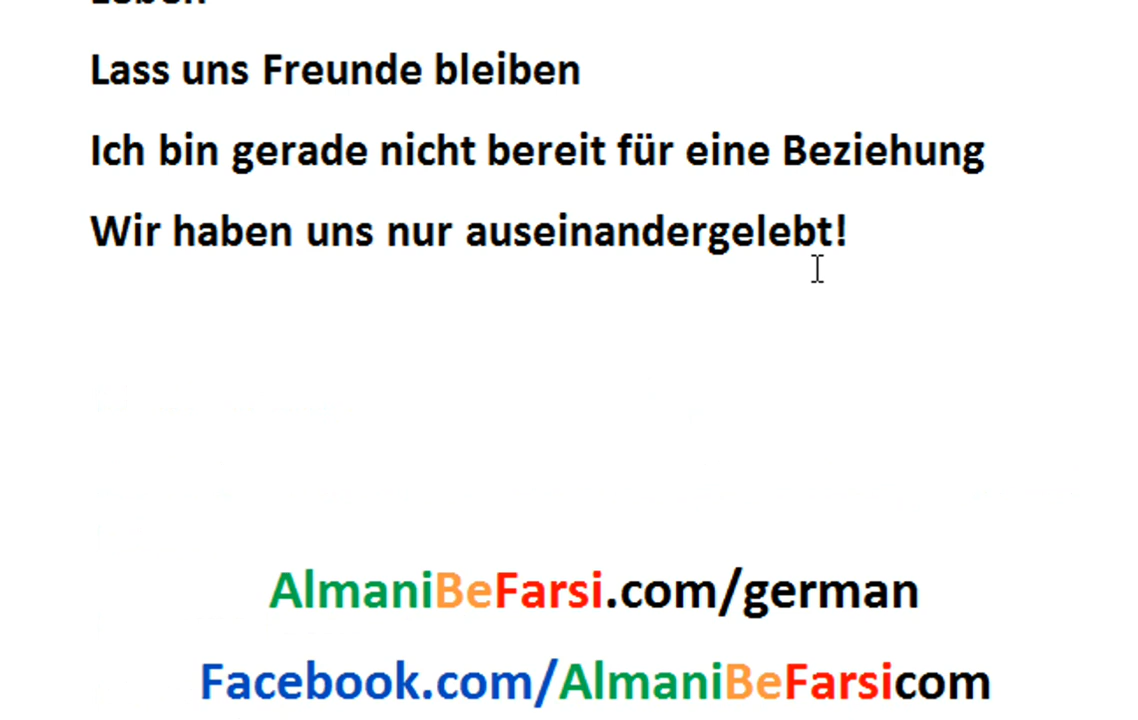 Leben
Lass uns Freunde bleiben
Ich bin gerade nicht bereit für eine Beziehung
Wir haben uns nur auseinandergelebt!
AlmaniBeFarsi.com/german
Facebook.com/AlmaniBeFarsicom